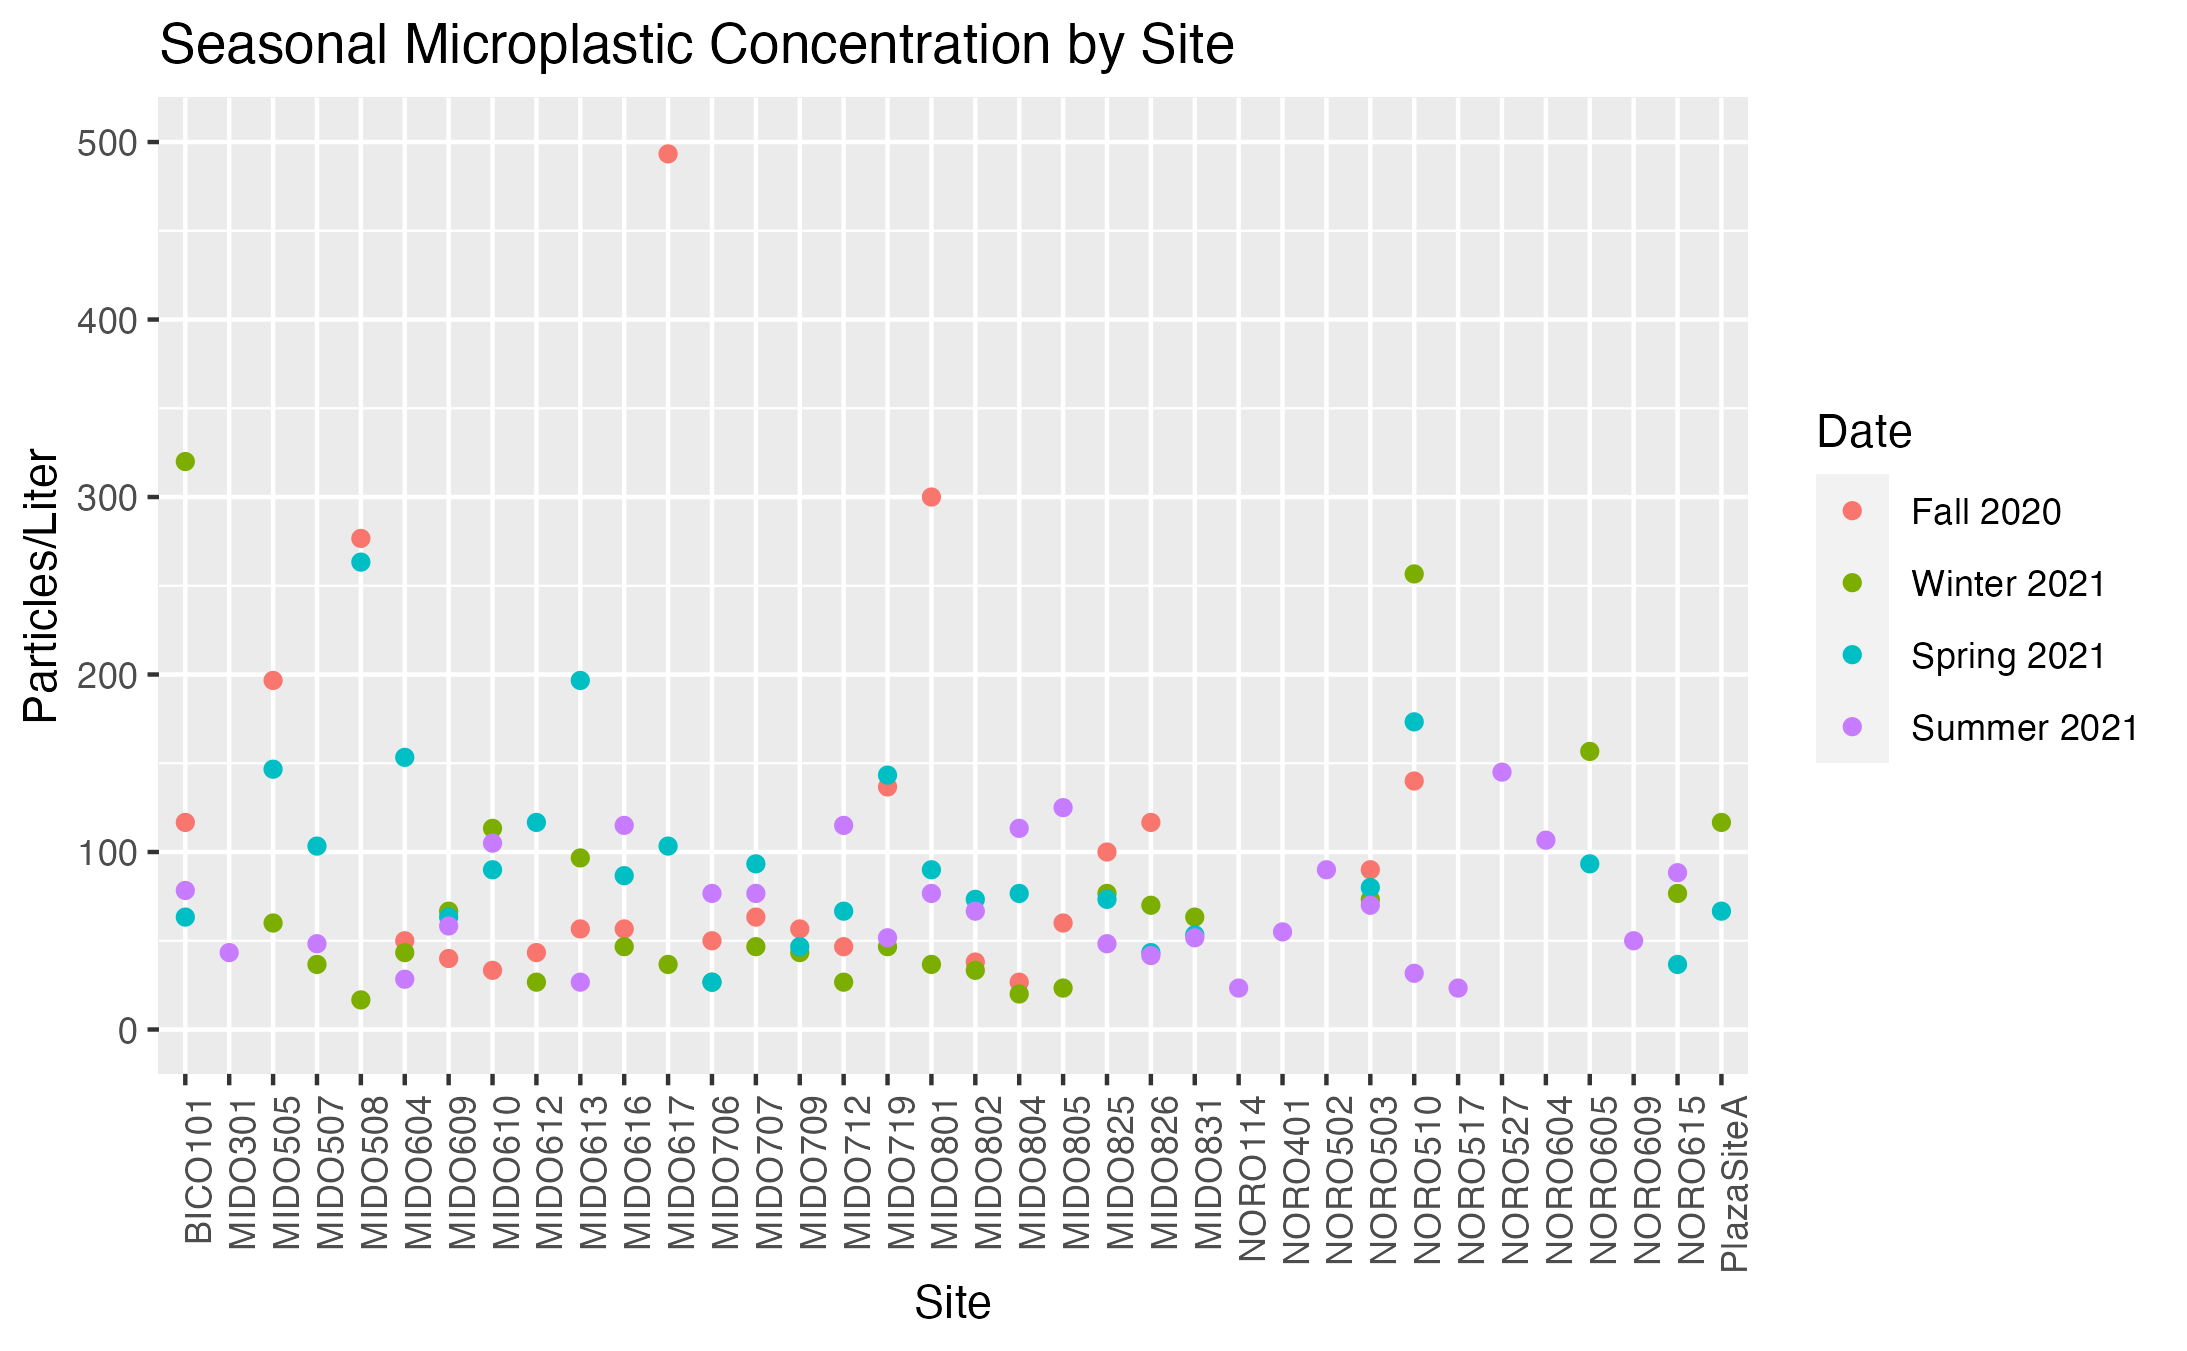 Seasonal Microplastic Concentration by Site
Particles/Liter
500
400
300
200
100
0
BICO101
MIDO301
MIDO505
MIDO507
MIDO508
MIDO604
MIDO609
MIDO610
MIDO612
MIDO613
MIDO616
MIDO617
MIDO706
MIDO707
MIDO709
MIDO712
MIDO719
MIDO801
MIDO802
MIDO804
MIDO805
MIDO825
MIDO826
MIDO831
NORO114
NORO401
NORO502
NORO503
NORO510
NORO517
NORO527
NORO604
NORO605
NORO609
NORO615
PlazaSiteA
Site
Date
Fall 2020
Winter 2021
Spring 2021
Summer 2021